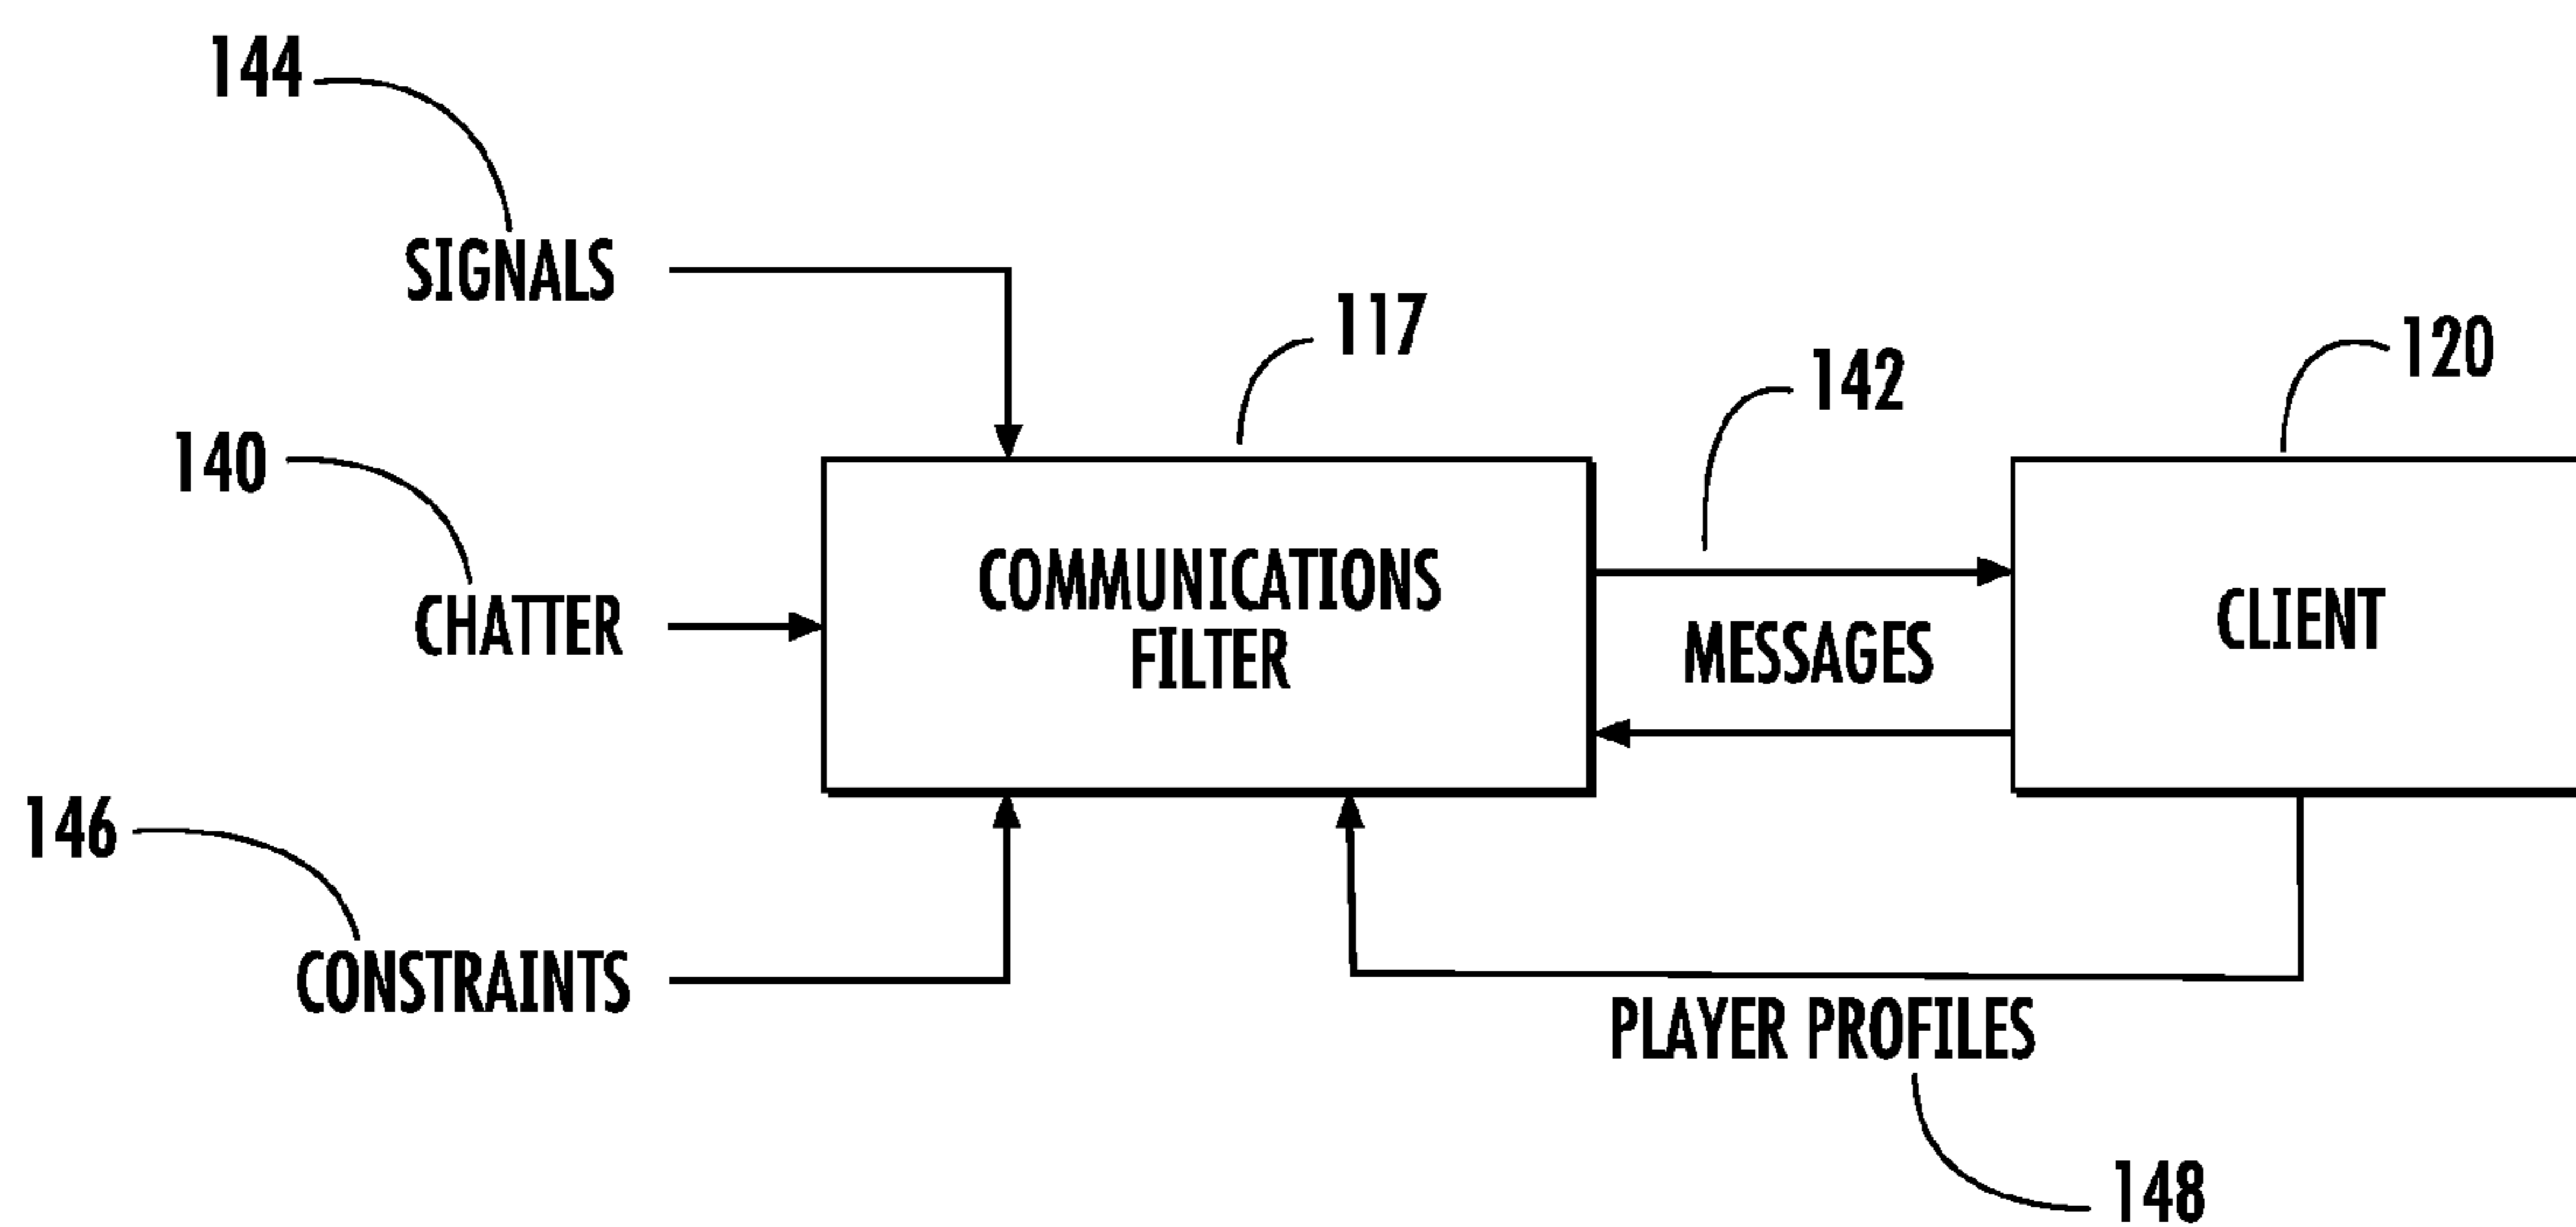 144
SIGNALS
117
142
120
140
CHATTER
COMMUNICATIONS
FILTER
MESSAGES
CLIENT
146
CONSTRAINTS
PLAYER PROFILES
148